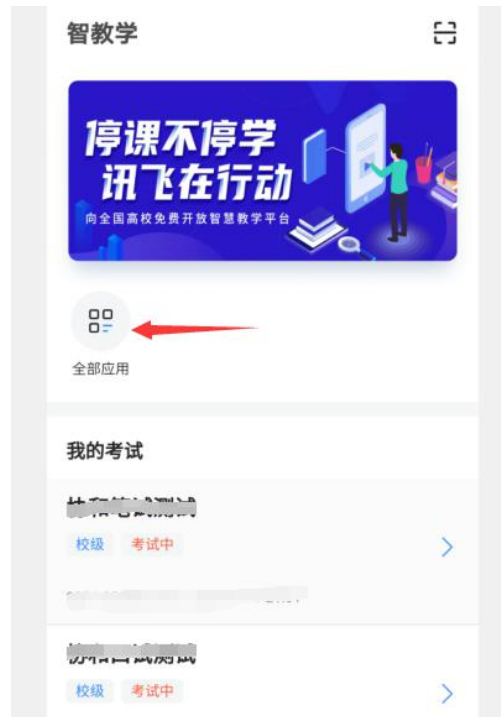 智教学
停课不停学
讯飞在行动
向全国高校免费开放智慧教学平台
全部应用
我的考试
校级 考试中
校级 考试中